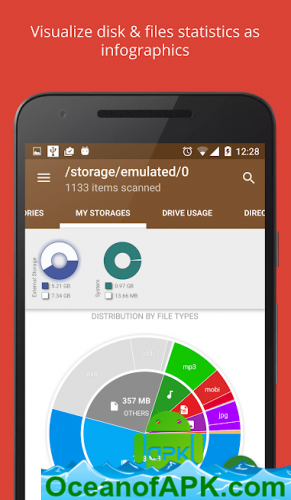 Visualize disk & files statistics as
infographics
12:28
/storage/emulated/0
1133 items scanned
ORIES MY STORAGES DRIVE USAGE DIREC
External Storage
5.21 GB
7.34 GB
System
0.97 GB
13.66 MB
DISTRIBUTION BY FILE TYPES
mp3
mobi
jpg
357 MB
OTHERS
APK
OceanofAPK.com